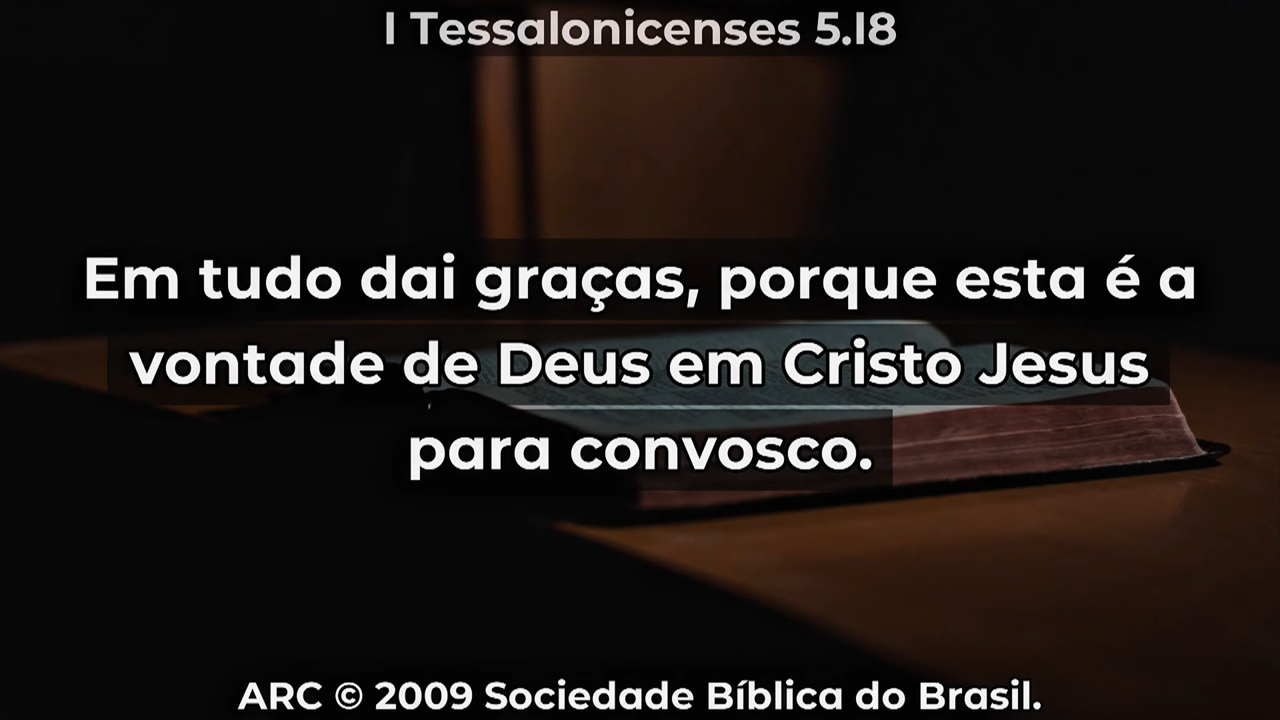 I Tessalonicenses 5.18
Em tudo dai graças, porque esta é a
vontade de Deus em Cristo Jesus
para convosco.
ARC © 2009 Sociedade Bíblica do Brasil.